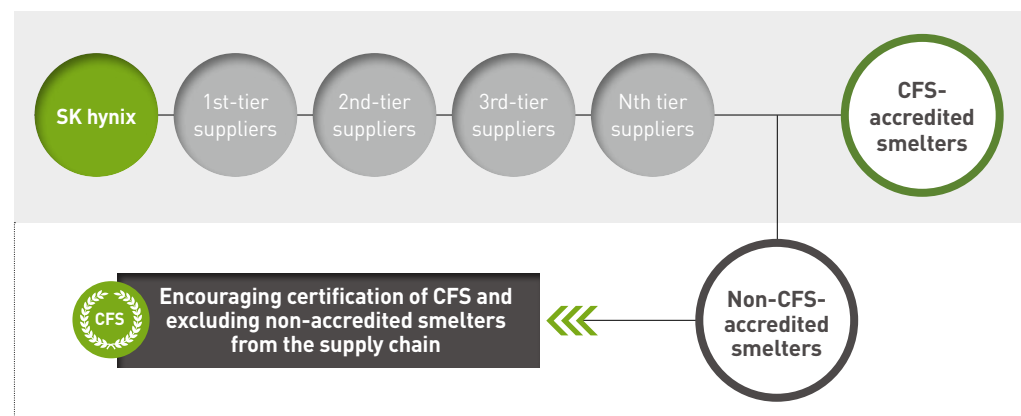 SK hynix
1st-tier
suppliers
2nd-tier
suppliers
3rd-tier
suppliers
Nth tier
suppliers
CFS-
accredited
smelters
CFS
Encouraging certification of CFS and
excluding non-accredited smelters
from the supply chain
Non-CFS-
accredited
smelters